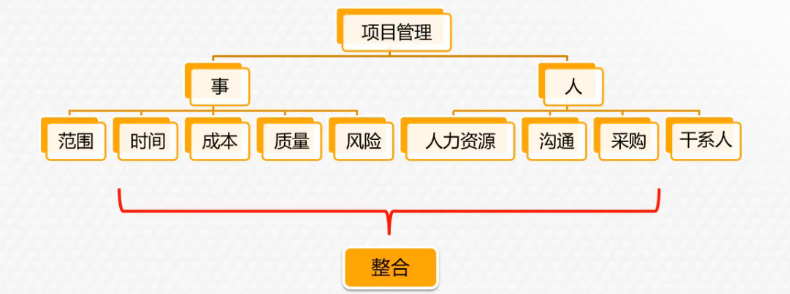 项目管理
事
人
范围
时间
成本
质量
风险
人力资源
沟通
采购
干系人
整合